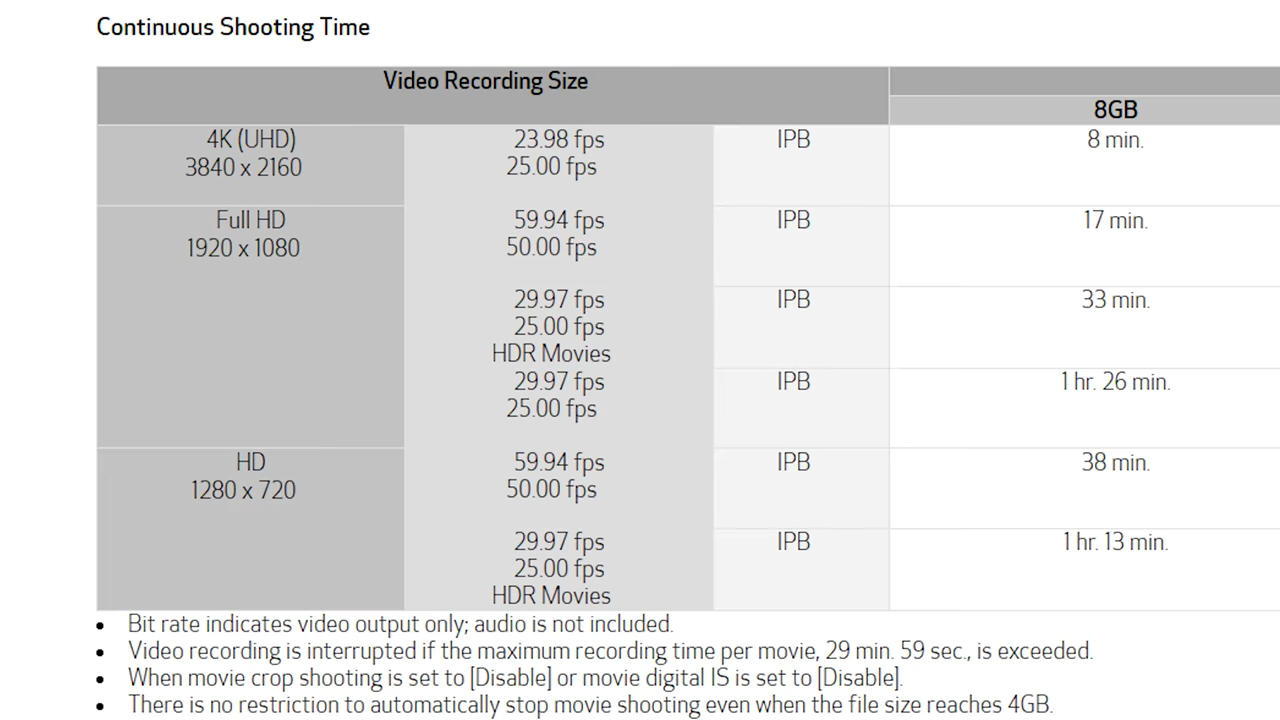 Continuous Shooting Time
Video Recording Size
8GB
4K (UHD) 23.98 fps IPB 8 min.
3840 x 2160 25.00 fps
Full HD 59.94 fps IPB 17 min.
1920 x 1080 50.00 fps
29.97 fps IPB 33 min.
25.00 fps
HDR Movies
29.97 fps IPB 1 hr. 26 min.
25.00 fps
HD 59.94 fps IPB 38 min.
1280 x 720 50.00 fps
29.97 fps IPB 1 hr. 13 min.
25.00 fps
HDR Movies
• Bit rate indicates video output only; audio is not included.
• Video recording is interrupted if the maximum recording time per movie, 29 min. 59 sec., is exceeded.
• When movie crop shooting is set to [Disable] or movie digital IS is set to [Disable].
• There is no restriction to automatically stop movie shooting even when the file size reaches 4GB.